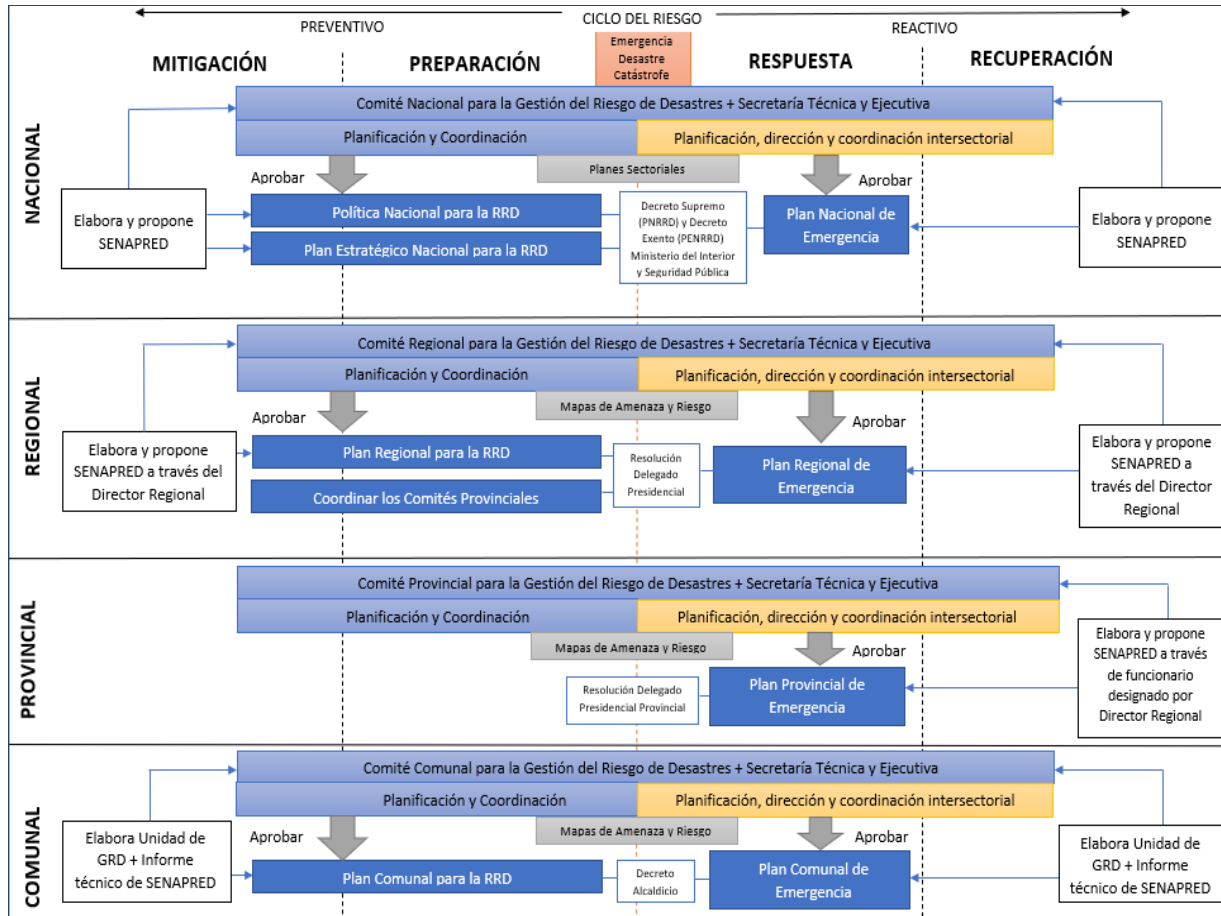 CICLO DEL RIESGO
PREVENTIVO
REACTIVO
MITIGACIÓN
PREPARACIÓN
Emergencia
Desastre
Catástrofe
RESPUESTA
RECUPERACIÓN
NACIONAL
Comité Nacional para la Gestión del Riesgo de Desastres + Secretaría Técnica y Ejecutiva
Planificación y Coordinación
Planificación, dirección y coordinación intersectorial
Planes Sectoriales
Aprobar
Aprobar
Elabora y propone
SENAPRED
Política Nacional para la RRD
Plan Estratégico Nacional para la RRD
Decreto Supremo
(PNRRD) y Decreto
Exento (PENRRD)
Ministerio del Interior
y Seguridad Pública
Plan Nacional de
Emergencia
Elabora y propone
SENAPRED
REGIONAL
Comité Regional para la Gestión del Riesgo de Desastres + Secretaría Técnica y Ejecutiva
Planificación y Coordinación
Planificación, dirección y coordinación intersectorial
Mapas de Amenaza y Riesgo
Aprobar
Aprobar
Elabora y propone
SENAPRED a través del
Director Regional
Plan Regional para la RRD
Coordinar los Comités Provinciales
Resolución
Delegado
Presidencial
Plan Regional de
Emergencia
Elabora y propone
SENAPRED a
través del Director
Regional
PROVINCIAL
Comité Provincial para la Gestión del Riesgo de Desastres + Secretaría Técnica y Ejecutiva
Planificación y Coordinación
Planificación, dirección y coordinación intersectorial
Mapas de Amenaza y Riesgo
Aprobar
Resolución Delegado
Presidencial Provincial
Plan Provincial de
Emergencia
Elabora y propone
SENAPRED a través
de funcionario
designado por
Director Regional
COMUNAL
Comité Comunal para la Gestión del Riesgo de Desastres + Secretaría Técnica y Ejecutiva
Planificación y Coordinación
Planificación, dirección y coordinación intersectorial
Mapas de Amenaza y Riesgo
Aprobar
Aprobar
Elabora Unidad de
GRD + Informe
técnico de SENAPRED
Plan Comunal para la RRD
Decreto
Alcaldicio
Plan Comunal de
Emergencia
Elabora Unidad de
GRD + Informe
técnico de SENAPRED